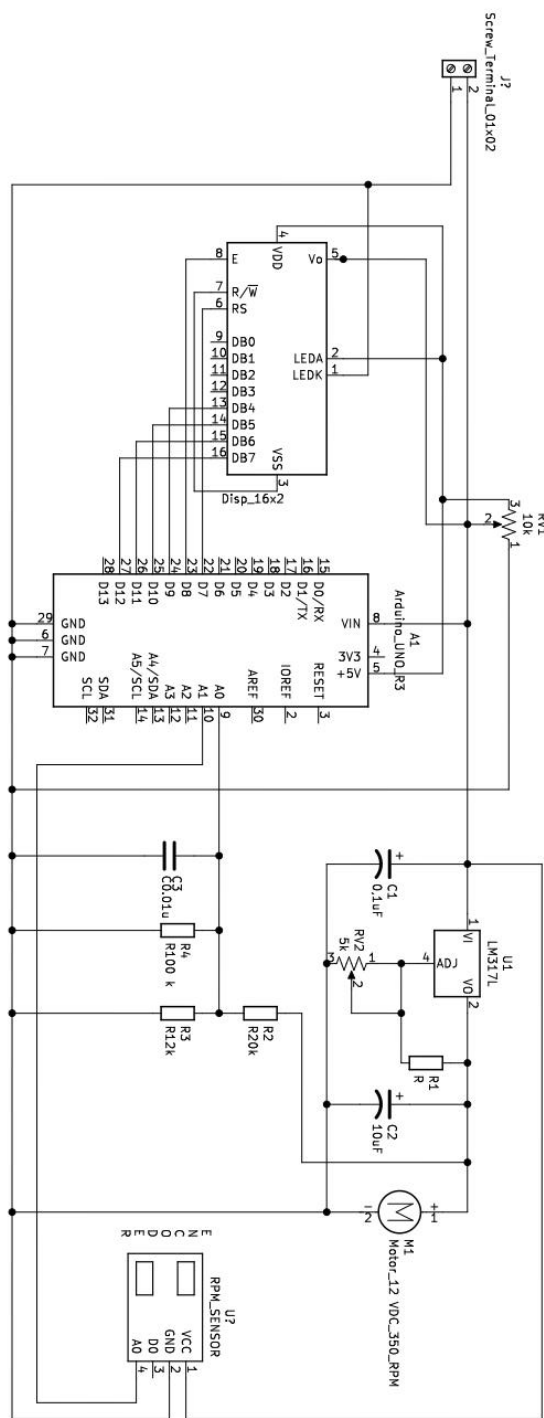 J?
Screw_Terminal_01x02
1
2
4
VDD
8
E
7
R/W
6
RS
9
DB0
10
DB1
11
DB2
12
DB3
13
DB4
14
DB5
15
DB6
16
DB7
Vo
5
LEDA
2
LEDK
1
VSS
3
Disp_16x2
RV1
10k
3
2
1
28
D13
27
D12
26
D11
25
D10
24
D9
23
D8
22
D7
21
D6
20
D5
19
D4
18
D3
17
D2
16
D1/TX
15
D0/RX
Arduino_UNO_R3
A1
29
GND
6
GND
7
GND
VIN
8
3V3
4
+5V
5
SCL
32
SDA
31
A5/SCL
14
A4/SDA
13
A3
12
A2
11
A1
10
A0
9
AREF
30
IOREF
2
RESET
3
C3
C0.01u
R4
R100 k
R3
R12k
R2
R20k
+
C1
0.1uF
RV2
5k
3
1
2
U1
LM317L
1
VI
4
ADJ
VO
2
R1
R
+
C2
10uF
M
2
-
+
1
M1
Motor_12 VDC_350_RPM
ENCODER
U?
RPM_SENSOR
VCC
1
GND
2
D0
3
A0
4